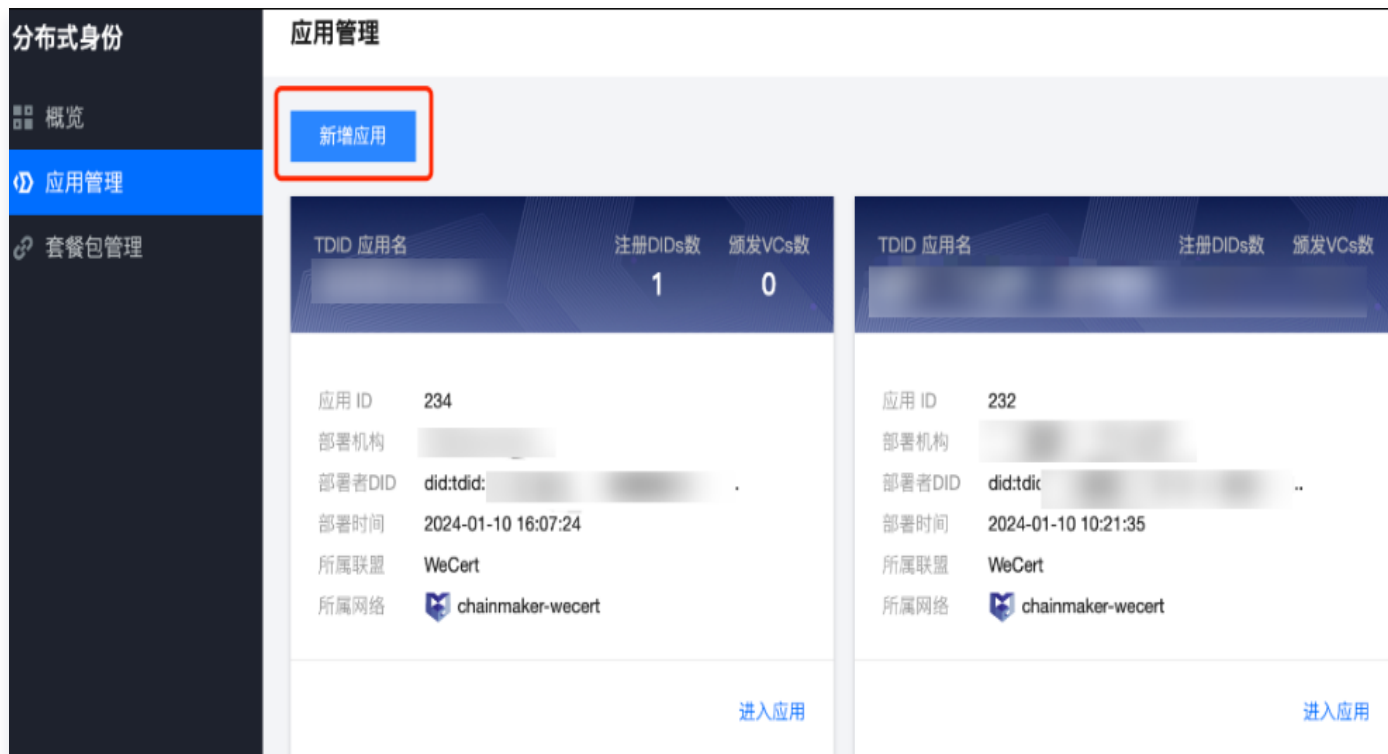 分布式身份
应用管理
概览
新增应用
应用管理
套餐包管理
TDID 应用名
注册DIDs数
颁发VCs数
1
0
应用 ID
234
部署机构
部署者DID
did:tdid:
.
部署时间
2024-01-10 16:07:24
所属联盟
WeCert
所属网络
chainmaker-wecert
进入应用
TDID 应用名
注册DIDs数
颁发VCs数
应用 ID
232
部署机构
部署者DID
did:tdid
..
部署时间
2024-01-10 10:21:35
所属联盟
WeCert
所属网络
chainmaker-wecert
进入应用